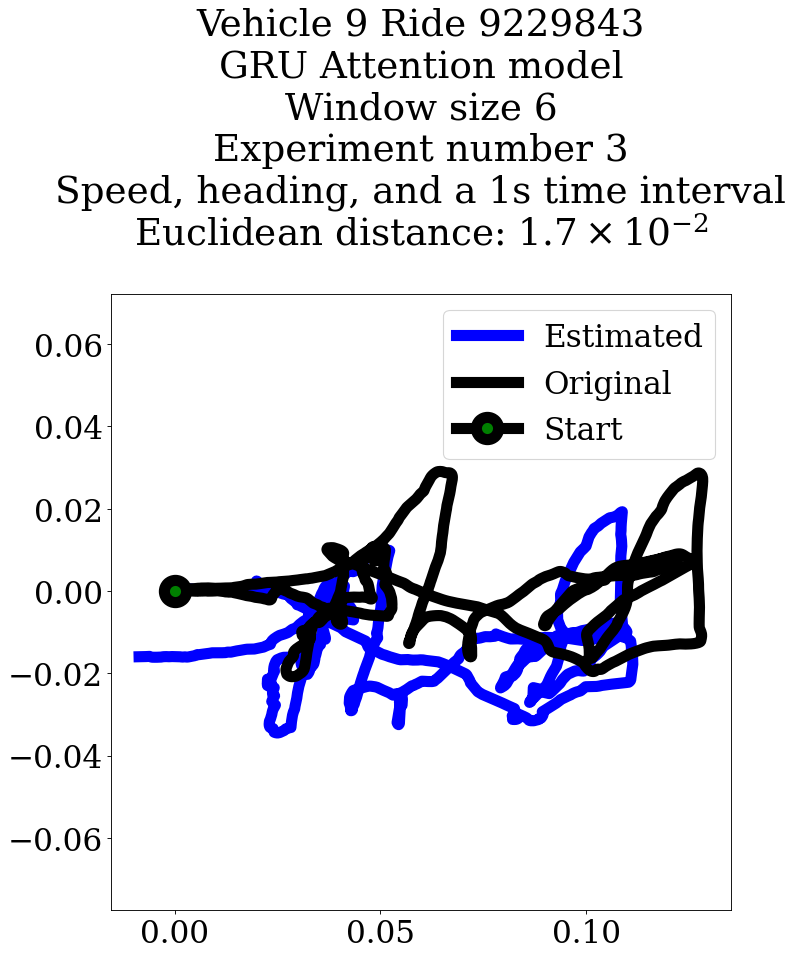 Vehicle 9 Ride 9229843
GRU Attention model
Window size 6
Experiment number 3
Speed, heading, and a 1s time interval
Euclidean distance: 1.7 × 10⁻²
Estimated
Original
Start
0.06
0.04
0.02
0.00
−0.02
−0.04
−0.06
0.00 0.05 0.10